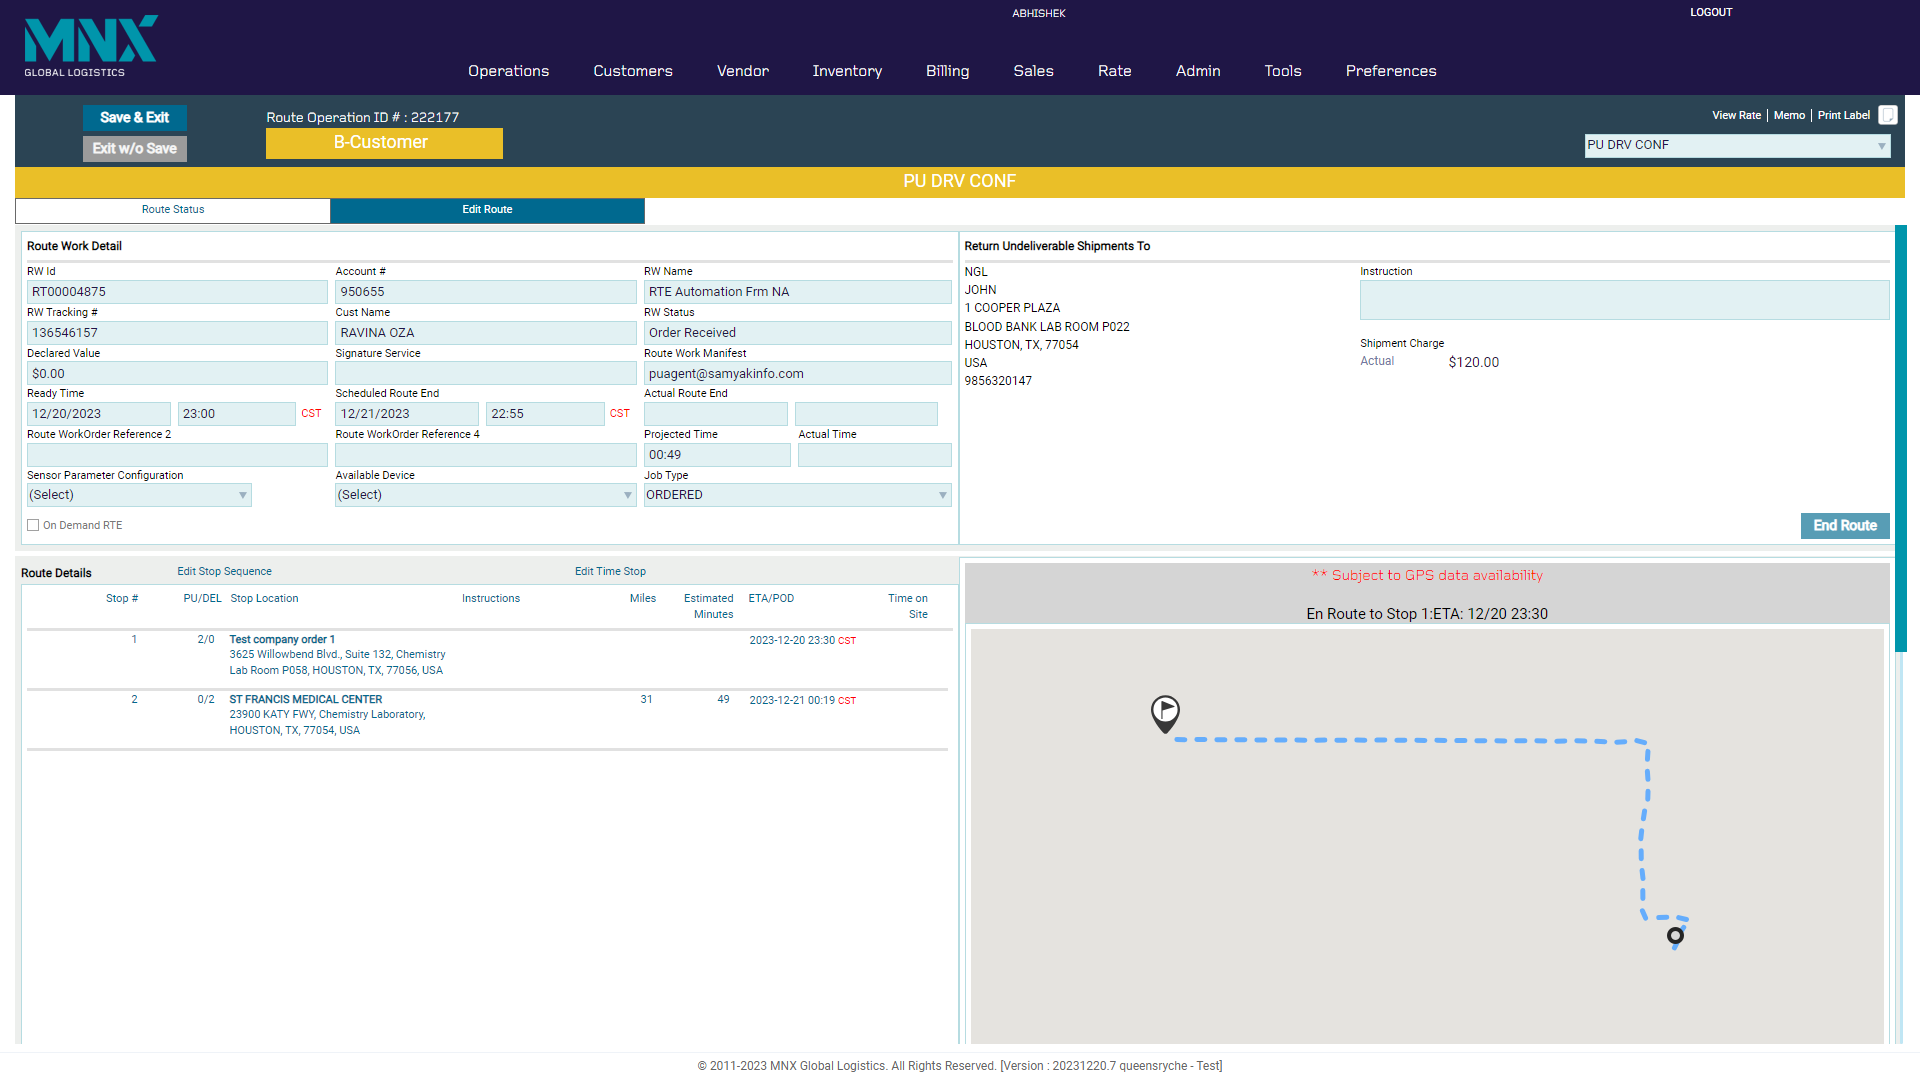 MNX
GLOBAL LOGISTICS
ABHISHEK
LOGOUT
Operations Customers Vendor Inventory Billing Sales Rate Admin Tools Preferences
Save & Exit
Exit w/o Save
Route Operation ID # : 222177
B-Customer
View Rate | Memo | Print Label
PU DRV CONF
PU DRV CONF
Route Status Edit Route
Route Work Detail
RW Id Account # RW Name
RT00004875 950655 RTE Automation Frm NA
RW Tracking # Cust Name RW Status
136546157 RAVINA OZA Order Received
Declared Value Signature Service Route Work Manifest
$0.00 puagent@samyakinfo.com
Ready Time Scheduled Route End Actual Route End
12/20/2023 23:00 CST 12/21/2023 22:55 CST
Route WorkOrder Reference 2 Route WorkOrder Reference 4 Projected Time Actual Time
00:49
Sensor Parameter Configuration Available Device Job Type
(Select) (Select) ORDERED
On Demand RTE
Return Undeliverable Shipments To
NGL
JOHN
1 COOPER PLAZA
BLOOD BANK LAB ROOM P022
HOUSTON, TX, 77054
USA
9856320147
Instruction
Shipment Charge
Actual $120.00
End Route
Route Details Edit Stop Sequence Edit Time Stop
Stop # PU/DEL Stop Location Instructions Miles Estimated Minutes ETA/POD Time on Site
1 2/0 Test company order 1 2023-12-20 23:30 CST
3625 Willowbend Blvd., Suite 132, Chemistry
Lab Room P058, HOUSTON, TX, 77056, USA
2 0/2 ST FRANCIS MEDICAL CENTER 31 49 2023-12-21 00:19 CST
23900 KATY FWY, Chemistry Laboratory,
HOUSTON, TX, 77054, USA
** Subject to GPS data availability
En Route to Stop 1:ETA: 12/20 23:30
© 2011-2023 MNX Global Logistics. All Rights Reserved. [Version : 20231220.7 queensryche - Test]